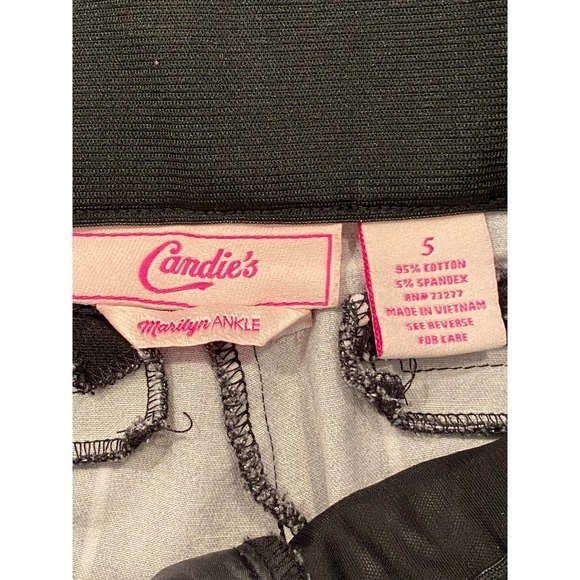 Candie's
Marilyn ANKLE
5
95% COTTON
5% SPANDEX
RN# 73277
MADE IN VIETNAM
SEE REVERSE
FOR CARE